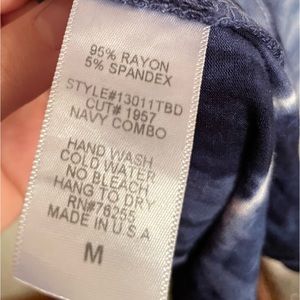 95% RAYON
5% SPANDEX
STYLE#13011TBD
CUT# 1957
NAVY COMBO
HAND WASH
COLD WATER
NO BLEACH
HANG TO DRY
RN#76255
MADE IN U.S.A
M